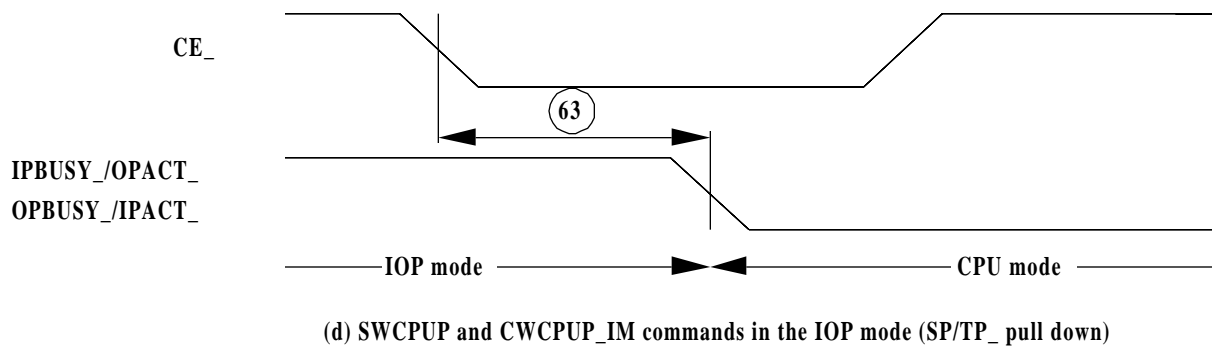 CE_
63
IPBUSY_/OPACT_
OPBUSY_/IPACT_
IOP mode
CPU mode
(d) SWCPUP and CWCPUP_IM commands in the IOP mode (SP/TP_ pull down)